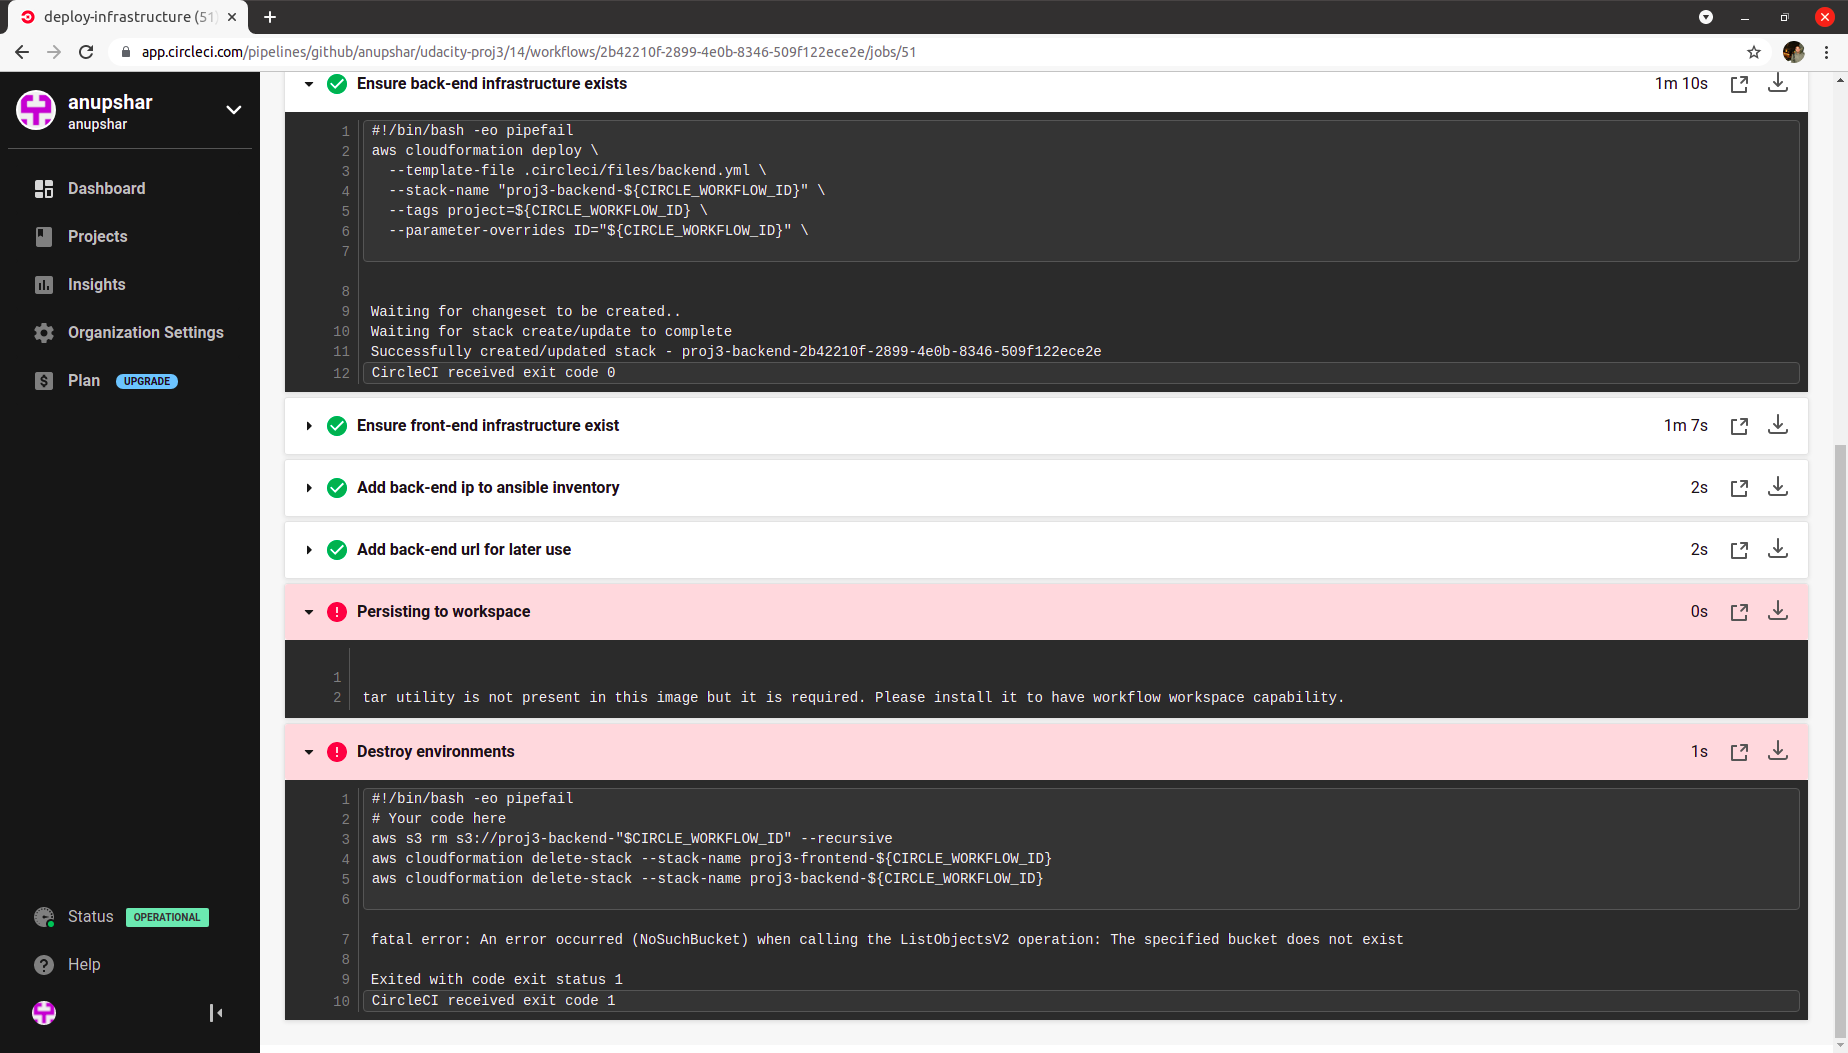 deploy-infrastructure (51)
app.circleci.com/pipelines/github/anupshar/udacity-proj3/14/workflows/2b42210f-2899-4e0b-8346-509f122ece2e/jobs/51
anupshar
anupshar
Dashboard
Projects
Insights
Organization Settings
Plan UPGRADE
Status OPERATIONAL
Help
Ensure back-end infrastructure exists 1m 10s
1 #!/bin/bash -eo pipefail
2 aws cloudformation deploy \
3 --template-file .circleci/files/backend.yml \
4 --stack-name "proj3-backend-${CIRCLE_WORKFLOW_ID}" \
5 --tags project=${CIRCLE_WORKFLOW_ID} \
6 --parameter-overrides ID="${CIRCLE_WORKFLOW_ID}" \
7
8
9 Waiting for changeset to be created..
10 Waiting for stack create/update to complete
11 Successfully created/updated stack - proj3-backend-2b42210f-2899-4e0b-8346-509f122ece2e
12 CircleCI received exit code 0
Ensure front-end infrastructure exist 1m 7s
Add back-end ip to ansible inventory 2s
Add back-end url for later use 2s
Persisting to workspace 0s
1
2 tar utility is not present in this image but it is required. Please install it to have workflow workspace capability.
Destroy environments 1s
1 #!/bin/bash -eo pipefail
2 # Your code here
3 aws s3 rm s3://proj3-backend-"$CIRCLE_WORKFLOW_ID" --recursive
4 aws cloudformation delete-stack --stack-name proj3-frontend-${CIRCLE_WORKFLOW_ID}
5 aws cloudformation delete-stack --stack-name proj3-backend-${CIRCLE_WORKFLOW_ID}
6
7 fatal error: An error occurred (NoSuchBucket) when calling the ListObjectsV2 operation: The specified bucket does not exist
8
9 Exited with code exit status 1
10 CircleCI received exit code 1